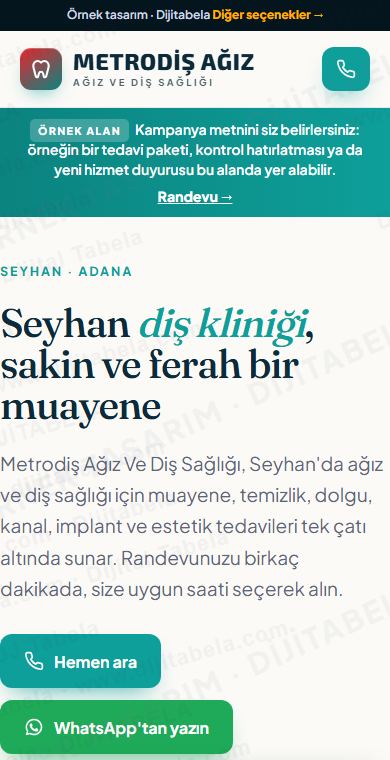 Örnek tasarım · Dijitabela Diğer seçenekler →
METRODİŞ AĞIZ
AĞIZ VE DİŞ SAĞLIĞI
ÖRNEK ALAN Kampanya metnini siz belirlersiniz:
örneğin bir tedavi paketi, kontrol hatırlatması ya da
yeni hizmet duyurusu bu alanda yer alabilir.
Randevu →
SEYHAN · ADANA
Seyhan diş kliniği,
sakin ve ferah bir
muayene
Metrodiş Ağız Ve Diş Sağlığı, Seyhan'da ağız
ve diş sağlığı için muayene, temizlik, dolgu,
kanal, implant ve estetik tedavileri tek çatı
altında sunar. Randevunuzu birkaç
dakikada, size uygun saati seçerek alın.
Hemen ara
WhatsApp'tan yazın